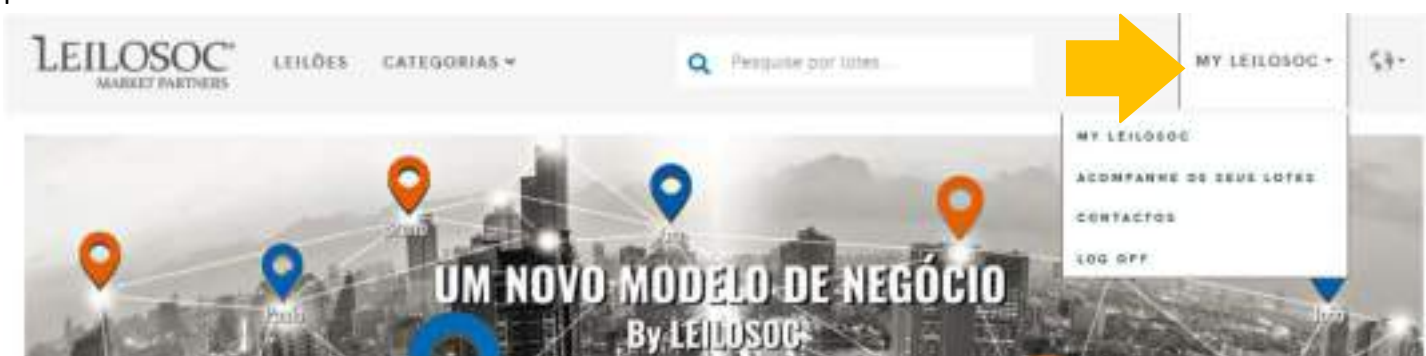 LEILOSOC®
MARKET PARTNERS
LEILÕES
CATEGORIAS
Pesquise por lotes...
MY LEILOSOC
MY LEILOSOC
ACOMPANHE OS SEUS LOTES
CONTACTOS
LOG OFF
UM NOVO MODELO DE NEGÓCIO
By LEILOSOC®